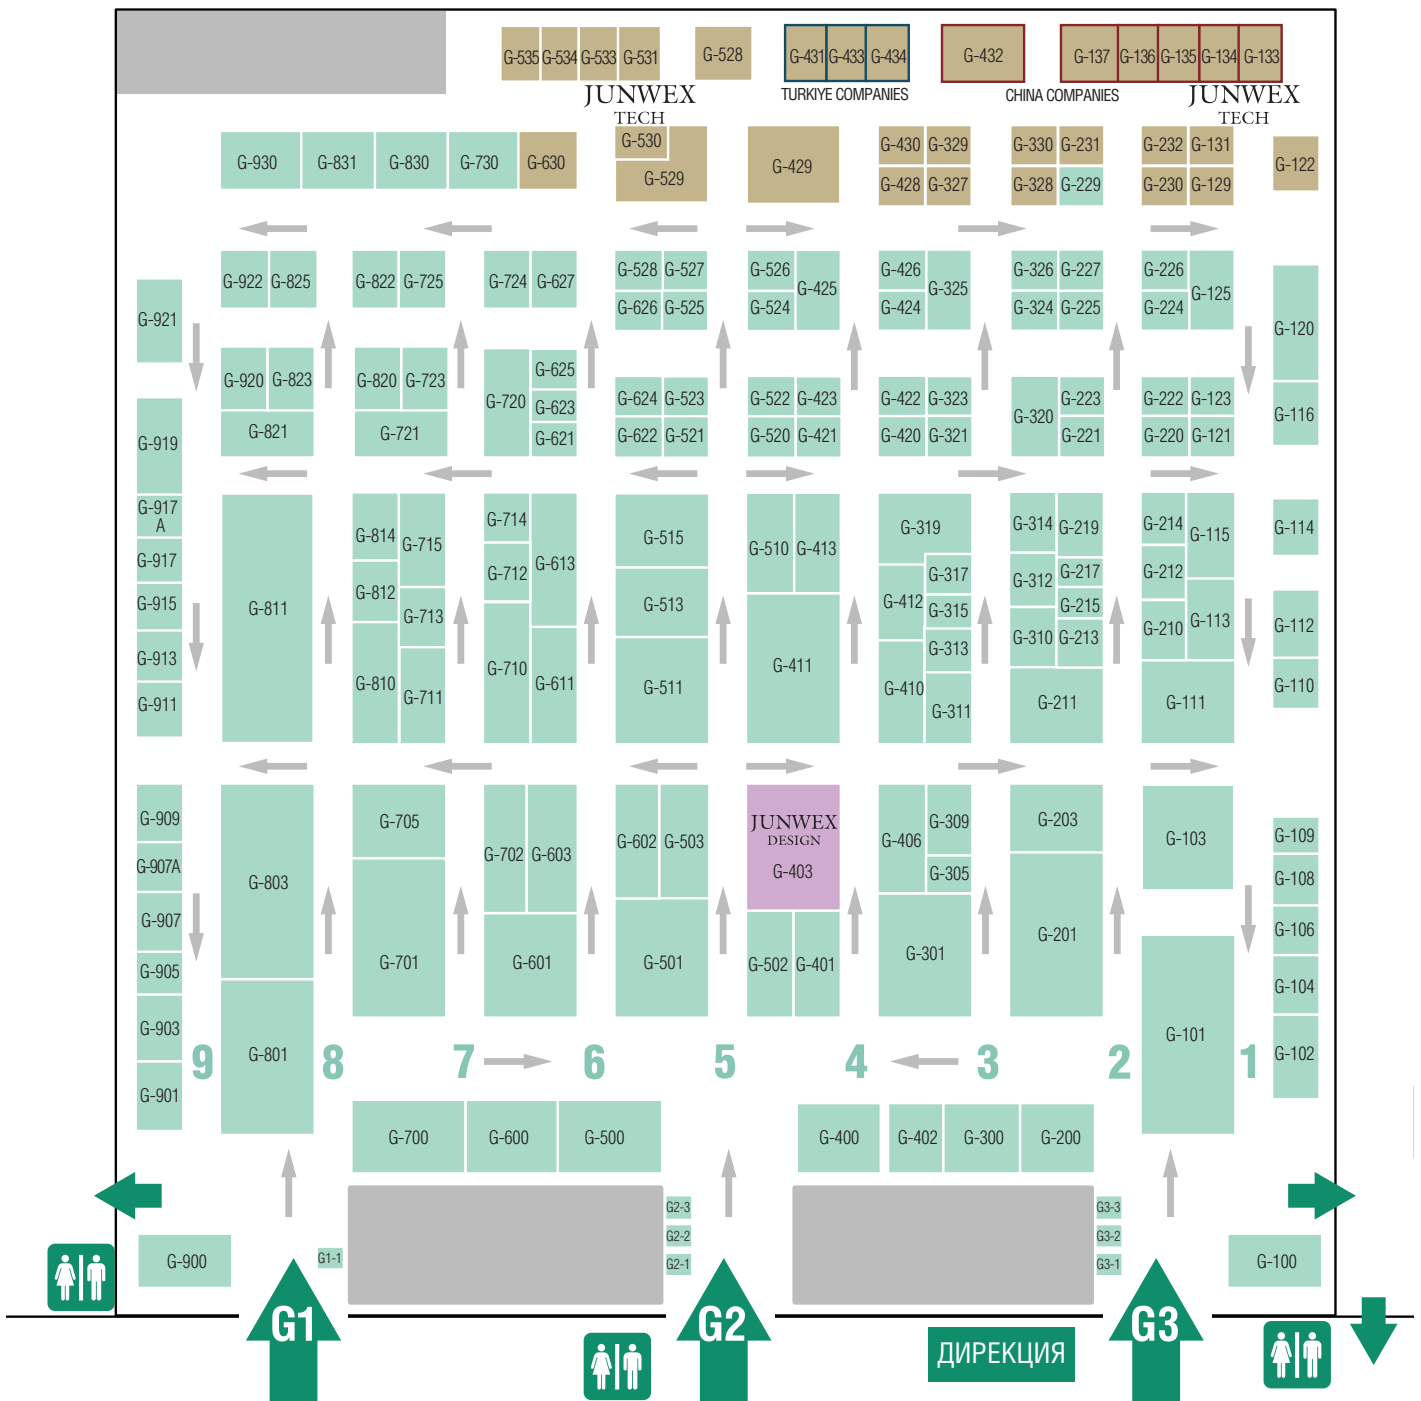 G-535 G-534 G-533 G-531 G-528 G-431 G-433 G-434 G-432 G-137 G-136 G-135 G-134 G-133
JUNWEX TURKIYE COMPANIES CHINA COMPANIES JUNWEX
TECH TECH
G-930 G-831 G-830 G-730 G-630 G-530 G-429 G-430 G-329 G-330 G-231 G-232 G-131 G-122
G-529 G-428 G-327 G-328 G-229 G-230 G-129
G-922 G-825 G-822 G-725 G-724 G-627 G-528 G-527 G-526 G-425 G-426 G-325 G-326 G-227 G-226 G-125
G-921 G-626 G-525 G-524 G-424 G-324 G-225 G-224 G-120
G-920 G-823 G-820 G-723 G-720 G-625 G-624 G-523 G-522 G-423 G-422 G-323 G-320 G-223 G-222 G-123 G-116
G-623
G-919 G-821 G-721 G-621 G-622 G-521 G-520 G-421 G-420 G-321 G-221 G-220 G-121
G-917
A
G-814 G-715 G-714 G-613 G-515 G-510 G-413 G-319 G-314 G-219 G-214 G-115 G-114
G-917 G-812 G-712 G-317 G-312 G-217 G-212
G-915 G-811 G-713 G-513 G-412 G-315 G-215 G-210 G-113 G-112
G-913 G-810 G-711 G-710 G-611 G-511 G-411 G-410 G-313 G-310 G-213 G-110
G-911 G-311 G-211 G-111
G-909 G-705 G-702 G-603 G-602 G-503 JUNWEX G-406 G-309 G-203 G-103 G-109
DESIGN
G-907A G-803 G-403 G-305 G-108
G-907 G-106
G-905 G-701 G-601 G-501 G-502 G-401 G-301 G-201 G-104
G-903 G-801 G-101 G-102
9 8 7 6 5 4 3 2 1
G-901
G-700 G-600 G-500 G-400 G-402 G-300 G-200
G2-3 G3-3
G2-2 G3-2
G-900 G1-1 G2-1 G3-1 G-100
G1 G2 G3
ДИРЕКЦИЯ